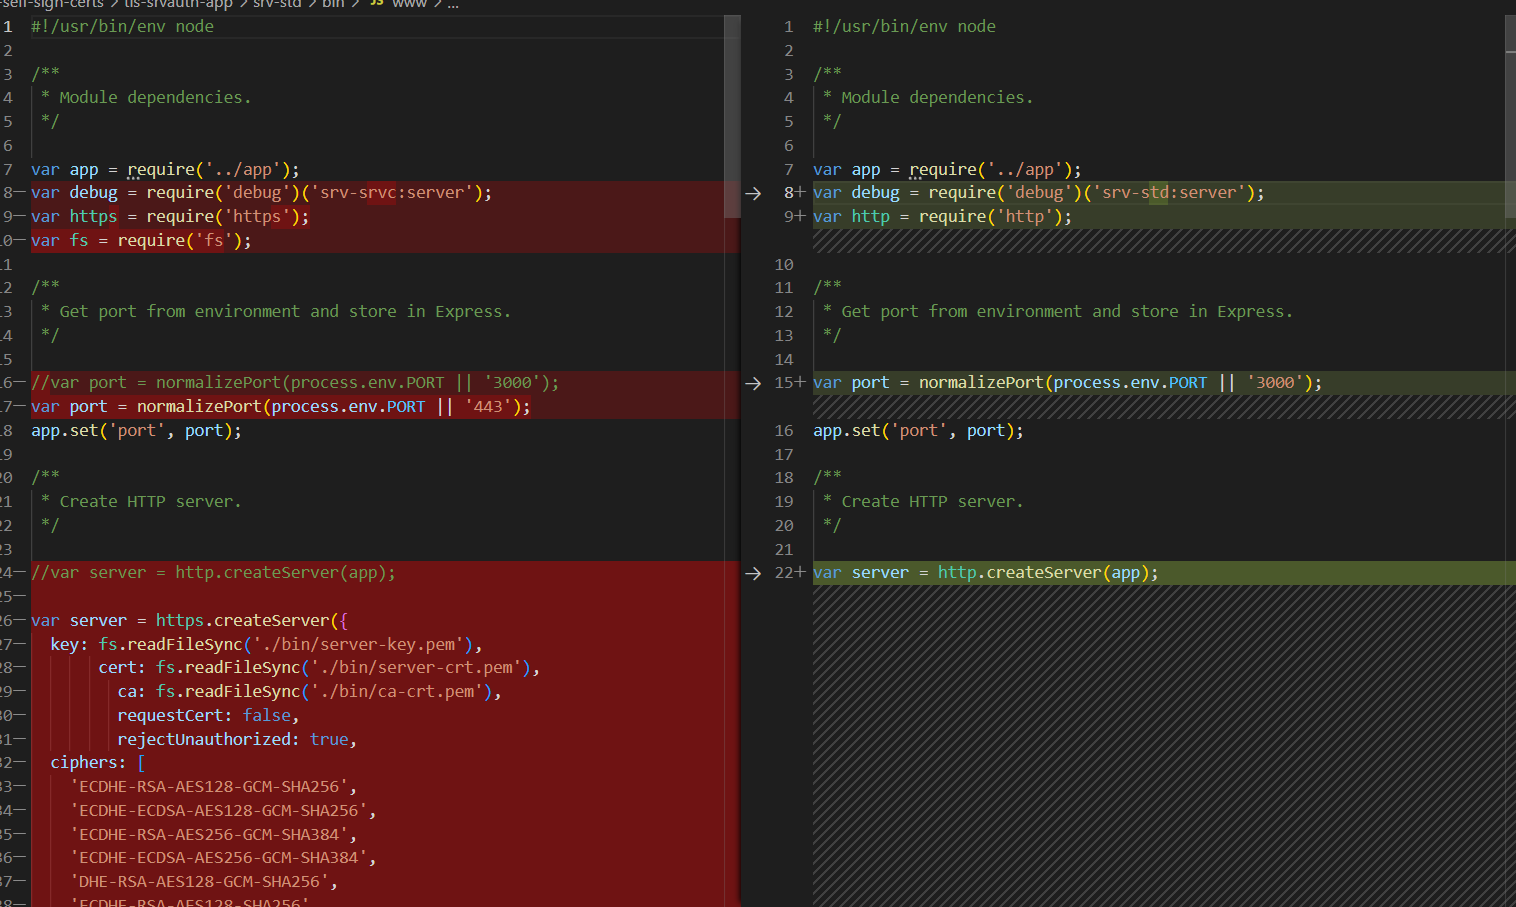 -self-sign-certs > tls-srvauth-app > srv-std > bin > JS www > ...
1 #!/usr/bin/env node
2
3 /**
4 * Module dependencies.
5 */
6
7 var app = require('../app');
8— var debug = require('debug')('srv-srvc:server');
9— var https = require('https');
0— var fs = require('fs');
11
12 /**
13 * Get port from environment and store in Express.
14 */
15
16— //var port = normalizePort(process.env.PORT || '3000');
17— var port = normalizePort(process.env.PORT || '443');
18 app.set('port', port);
19
20 /**
21 * Create HTTP server.
22 */
23
24— //var server = http.createServer(app);
25—
26— var server = https.createServer({
27— key: fs.readFileSync('./bin/server-key.pem'),
28— cert: fs.readFileSync('./bin/server-crt.pem'),
29— ca: fs.readFileSync('./bin/ca-crt.pem'),
30— requestCert: false,
31— rejectUnauthorized: true,
32— ciphers: [
33— 'ECDHE-RSA-AES128-GCM-SHA256',
34— 'ECDHE-ECDSA-AES128-GCM-SHA256',
35— 'ECDHE-RSA-AES256-GCM-SHA384',
36— 'ECDHE-ECDSA-AES256-GCM-SHA384',
37— 'DHE-RSA-AES128-GCM-SHA256',
38— 'ECDHE-RSA-AES128-SHA256'
1 #!/usr/bin/env node
2
3 /**
4 * Module dependencies.
5 */
6
7 var app = require('../app');
→ 8+ var debug = require('debug')('srv-std:server');
9+ var http = require('http');
10
11 /**
12 * Get port from environment and store in Express.
13 */
14
→ 15+ var port = normalizePort(process.env.PORT || '3000');
16 app.set('port', port);
17
18 /**
19 * Create HTTP server.
20 */
21
→ 22+ var server = http.createServer(app);